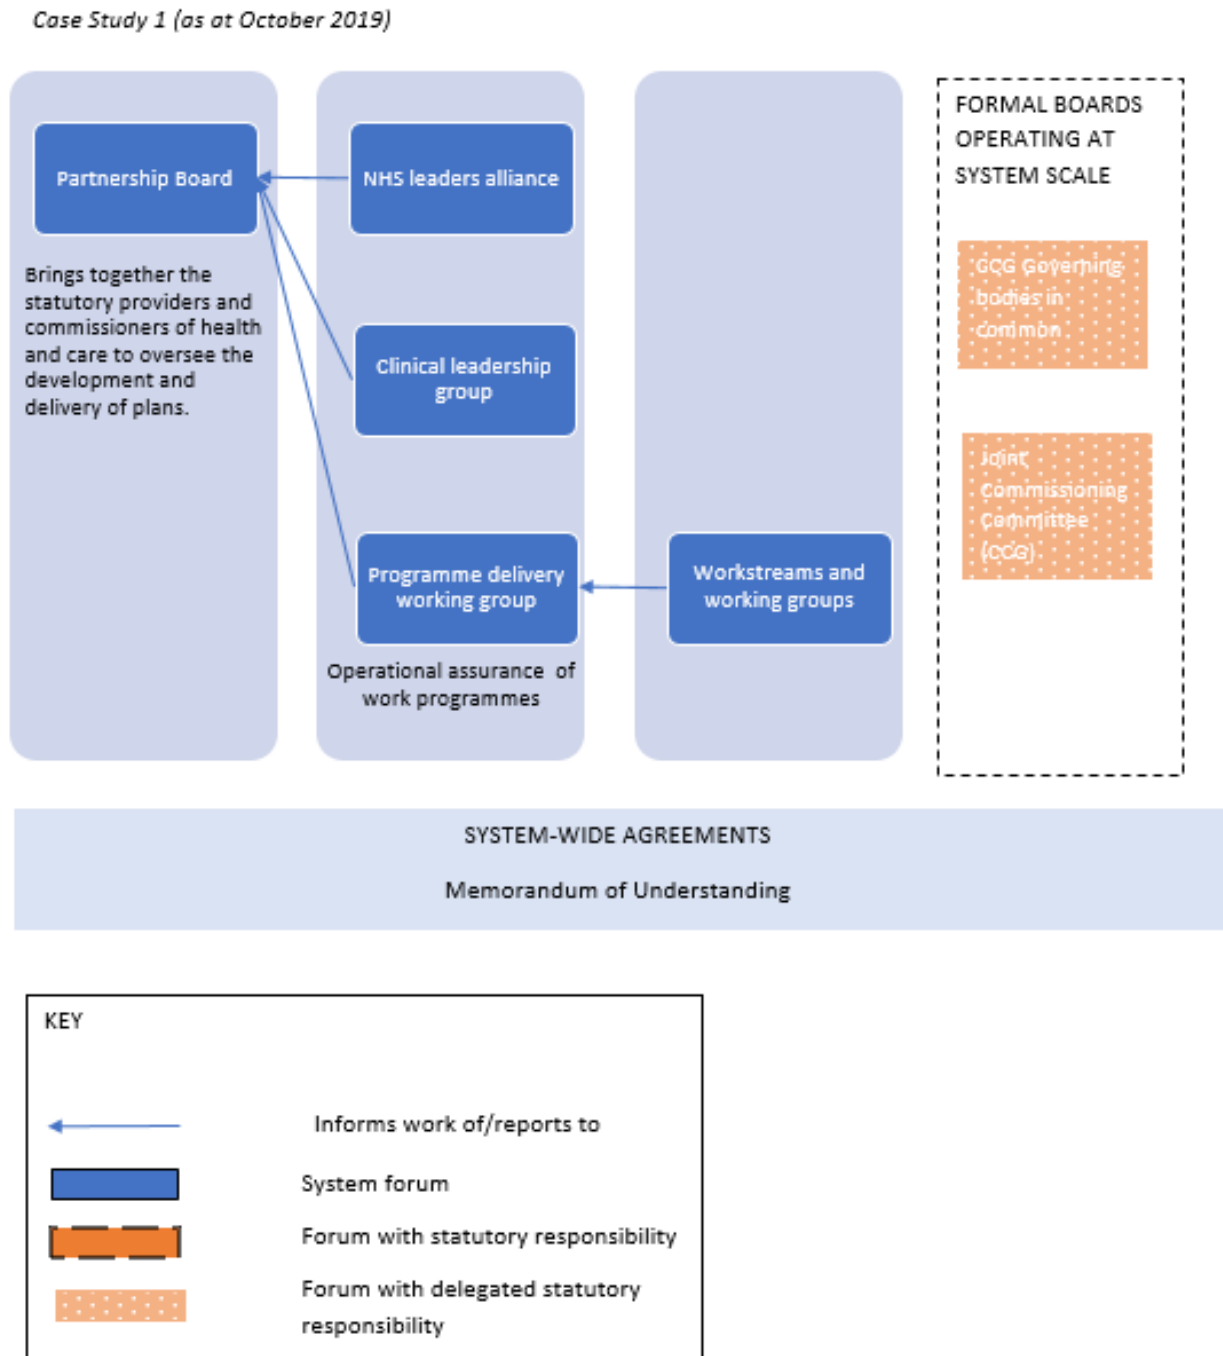 Case Study 1 (as at October 2019)
Partnership Board
Brings together the
statutory providers and
commissioners of health
and care to oversee the
development and
delivery of plans.
NHS leaders alliance
Clinical leadership
group
Programme delivery
working group
Operational assurance of
work programmes
Workstreams and
working groups
FORMAL BOARDS
OPERATING AT
SYSTEM SCALE
CCG Governing
bodies in
common
Joint
Commissioning
Committee
(CCG)
SYSTEM-WIDE AGREEMENTS
Memorandum of Understanding
KEY
Informs work of/reports to
System forum
Forum with statutory responsibility
Forum with delegated statutory
responsibility